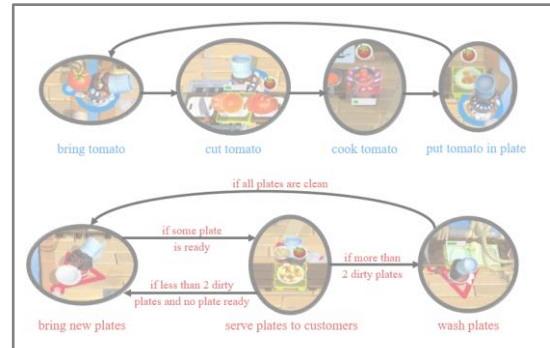 bring tomato
cut tomato
cook tomato
put tomato in plate
if all plates are clean
if some plate
is ready
if less than 2 dirty
plates and no plate ready
if more than
2 dirty plates
bring new plates
serve plates to customers
wash plates